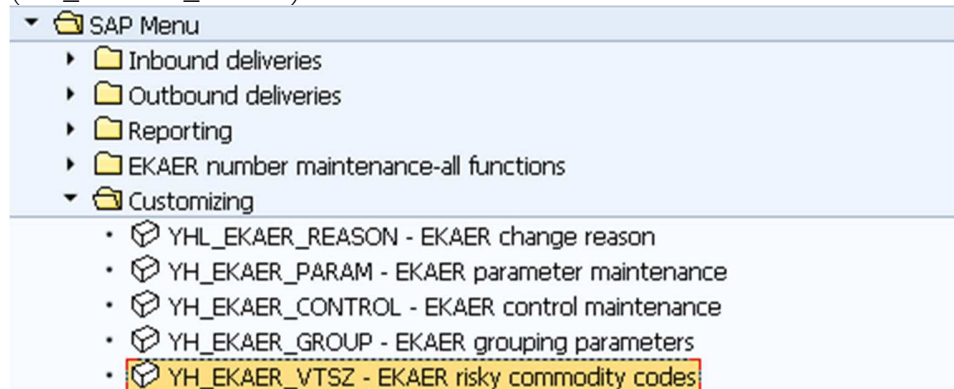 SAP Menu
Inbound deliveries
Outbound deliveries
Reporting
EKAER number maintenance-all functions
Customizing
YHL_EKAER_REASON - EKAER change reason
YH_EKAER_PARAM - EKAER parameter maintenance
YH_EKAER_CONTROL - EKAER control maintenance
YH_EKAER_GROUP - EKAER grouping parameters
YH_EKAER_VTSZ - EKAER risky commodity codes